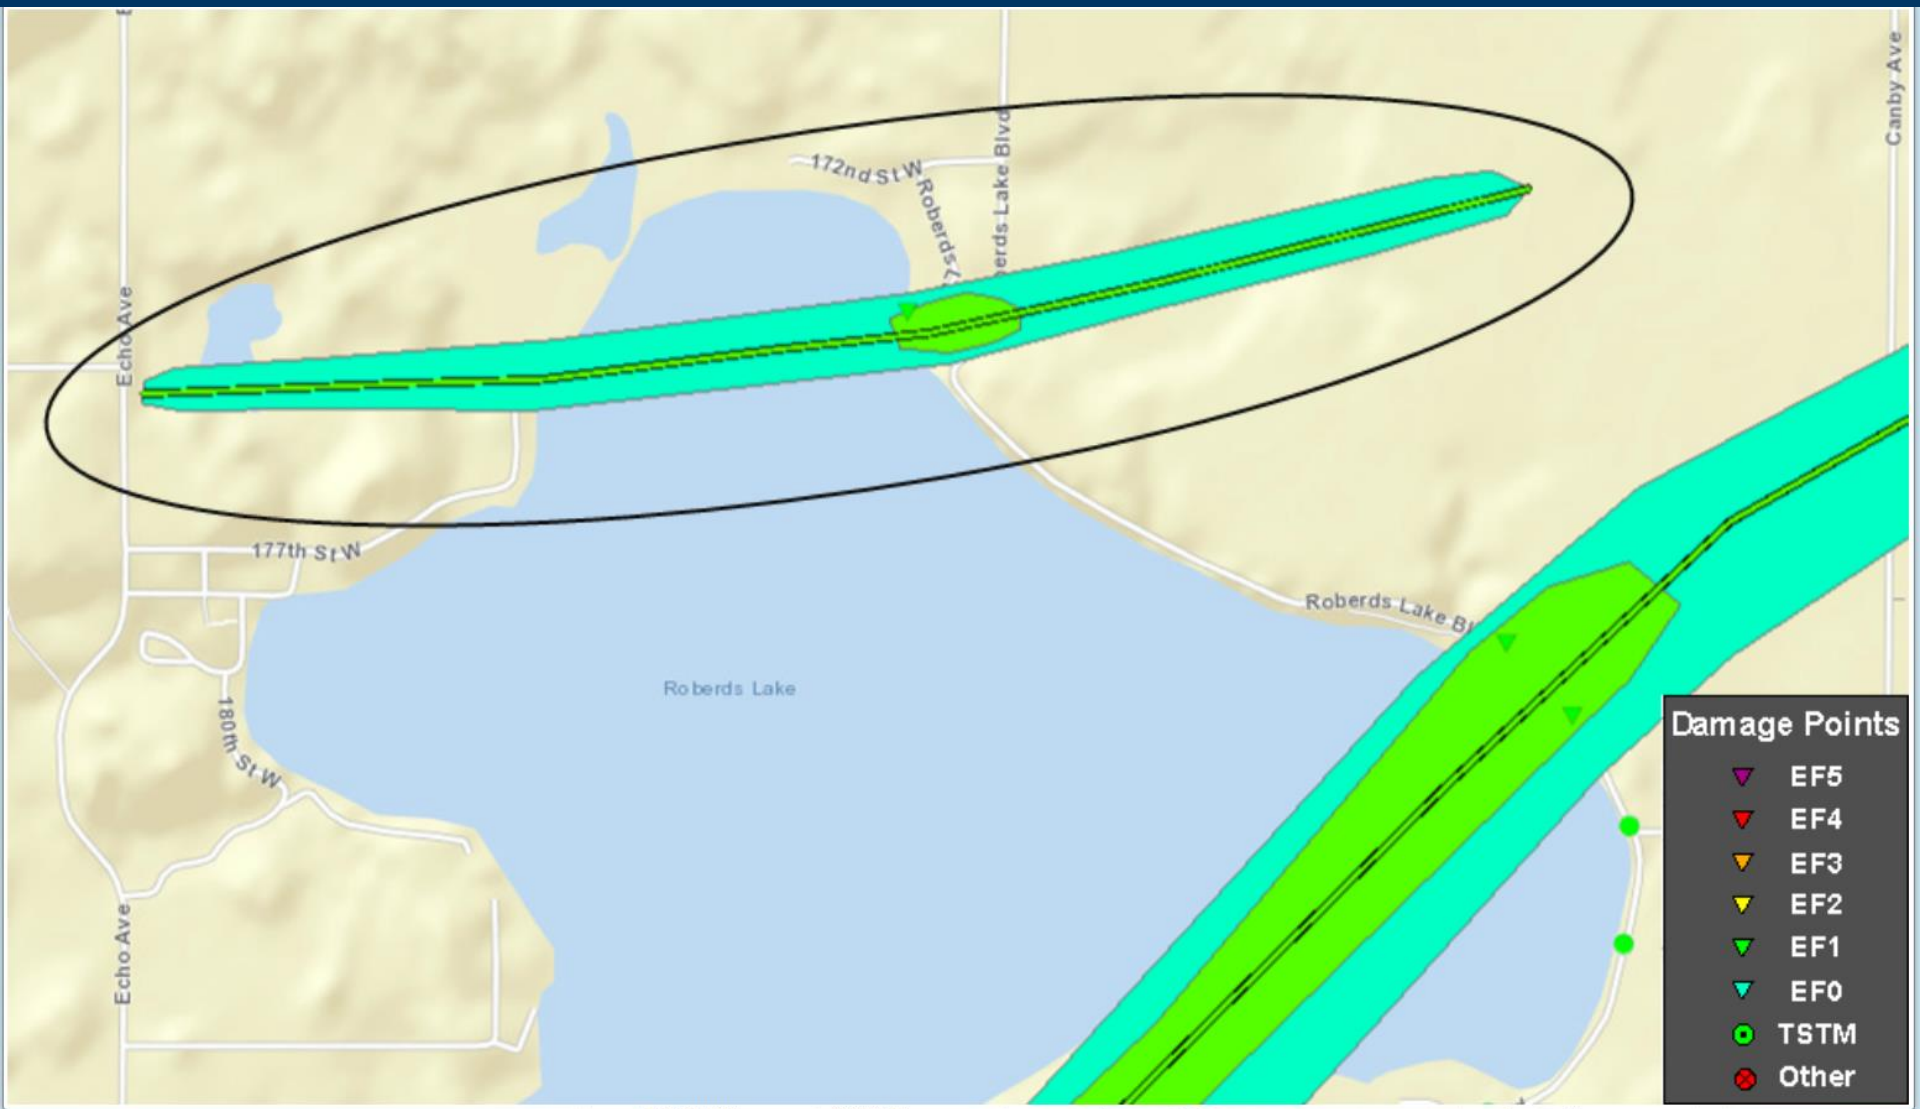 Canby Ave
172nd St W
Roberds L
erds Lake Blvd
Echo Ave
177th St W
Roberds Lake Bl
Roberds Lake
180th St W
Echo Ave
Damage Points
EF5
EF4
EF3
EF2
EF1
EF0
TSTM
Other